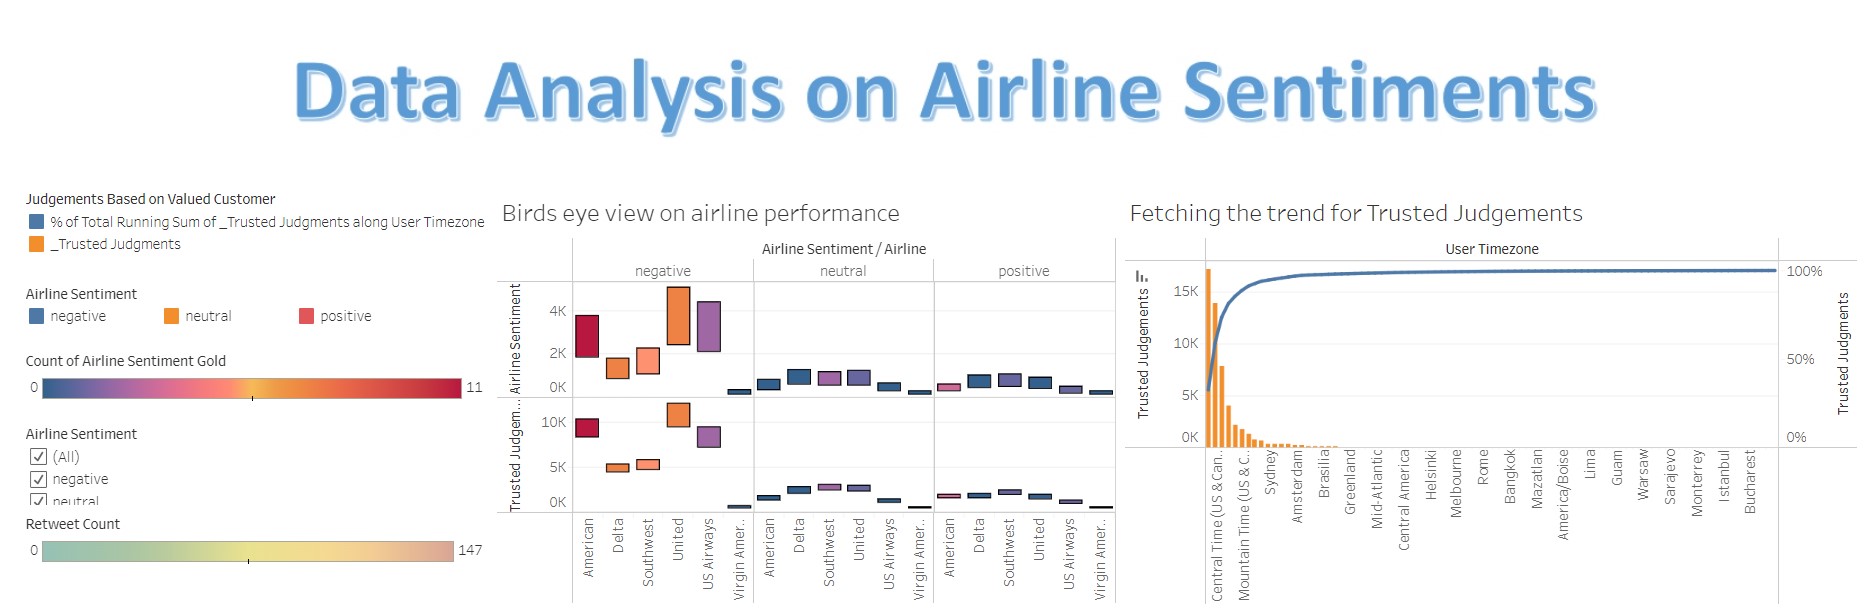 Data Analysis on Airline Sentiments
Judgements Based on Valued Customer
% of Total Running Sum of _Trusted Judgments along User Timezone
_Trusted Judgments
Airline Sentiment
negative
neutral
positive
Count of Airline Sentiment Gold
0
11
Airline Sentiment
(All)
negative
neutral
Retweet Count
0
147
Birds eye view on airline performance
Airline Sentiment / Airline
negative
neutral
positive
Airline Sentiment
4K
2K
0K
Trusted Judgem...
10K
5K
0K
American
Delta
Southwest
United
US Airways
Virgin Amer..
American
Delta
Southwest
United
US Airways
Virgin Amer..
American
Delta
Southwest
United
US Airways
Virgin Amer..
Fetching the trend for Trusted Judgements
User Timezone
Trusted Judgements
15K
10K
5K
0K
100%
50%
0%
Trusted Judgments
Central Time (US & Can..
Mountain Time (US & C..
Sydney
Amsterdam
Brasilia
Greenland
Mid-Atlantic
Central America
Helsinki
Melbourne
Rome
Bangkok
Mazatlan
America/Boise
Lima
Guam
Warsaw
Sarajevo
Monterrey
Istanbul
Bucharest